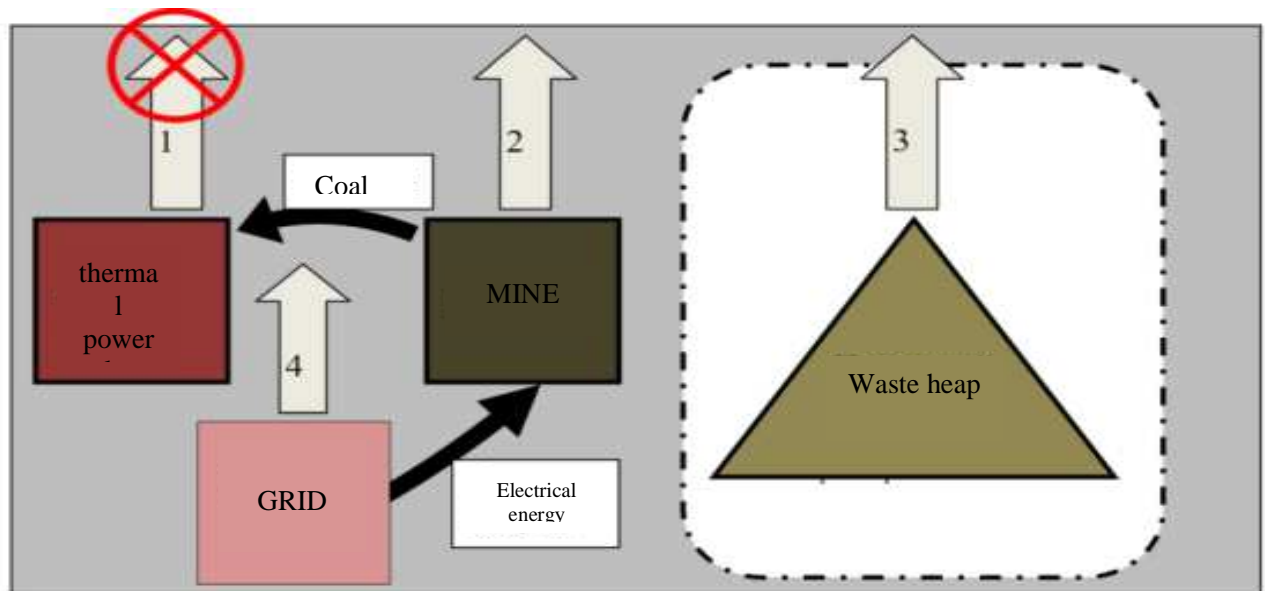 1
2
3
Coal
therma
l
power
MINE
4
Waste heap
GRID
Electrical
energy